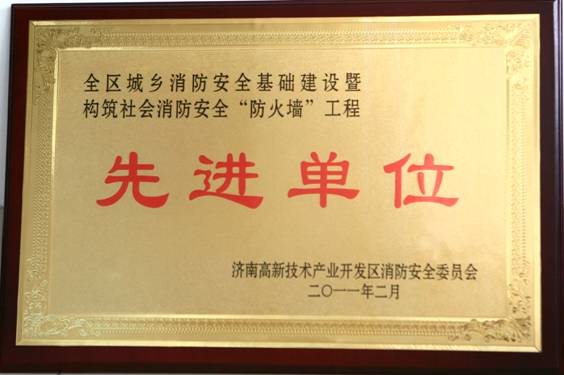 全区城乡消防安全基础建设暨
构筑社会消防安全“防火墙”工程
先进单位
济南高新技术产业开发区消防安全委员会
二〇一一年二月